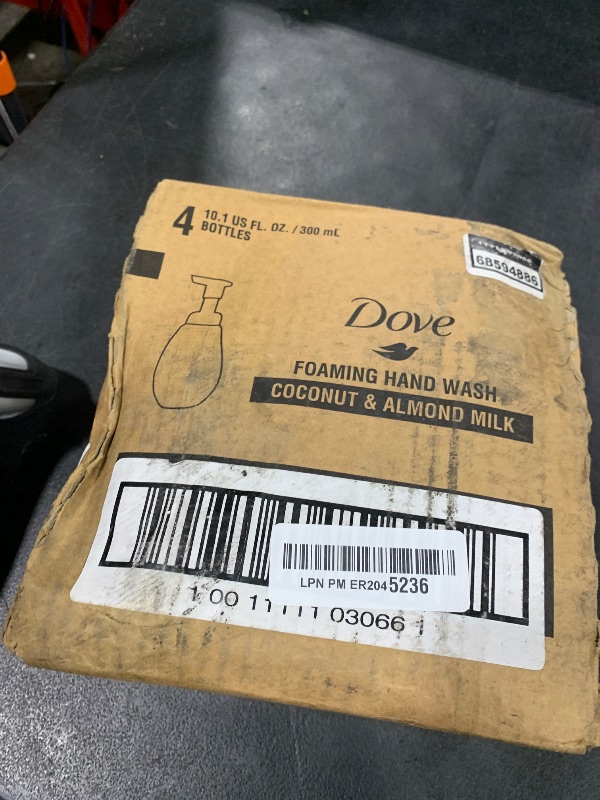 4
10.1 US FL. OZ. / 300 mL
BOTTLES
68594886
Dove
FOAMING HAND WASH
COCONUT & ALMOND MILK
LPN PM ER2045236
1 00 11111 03066